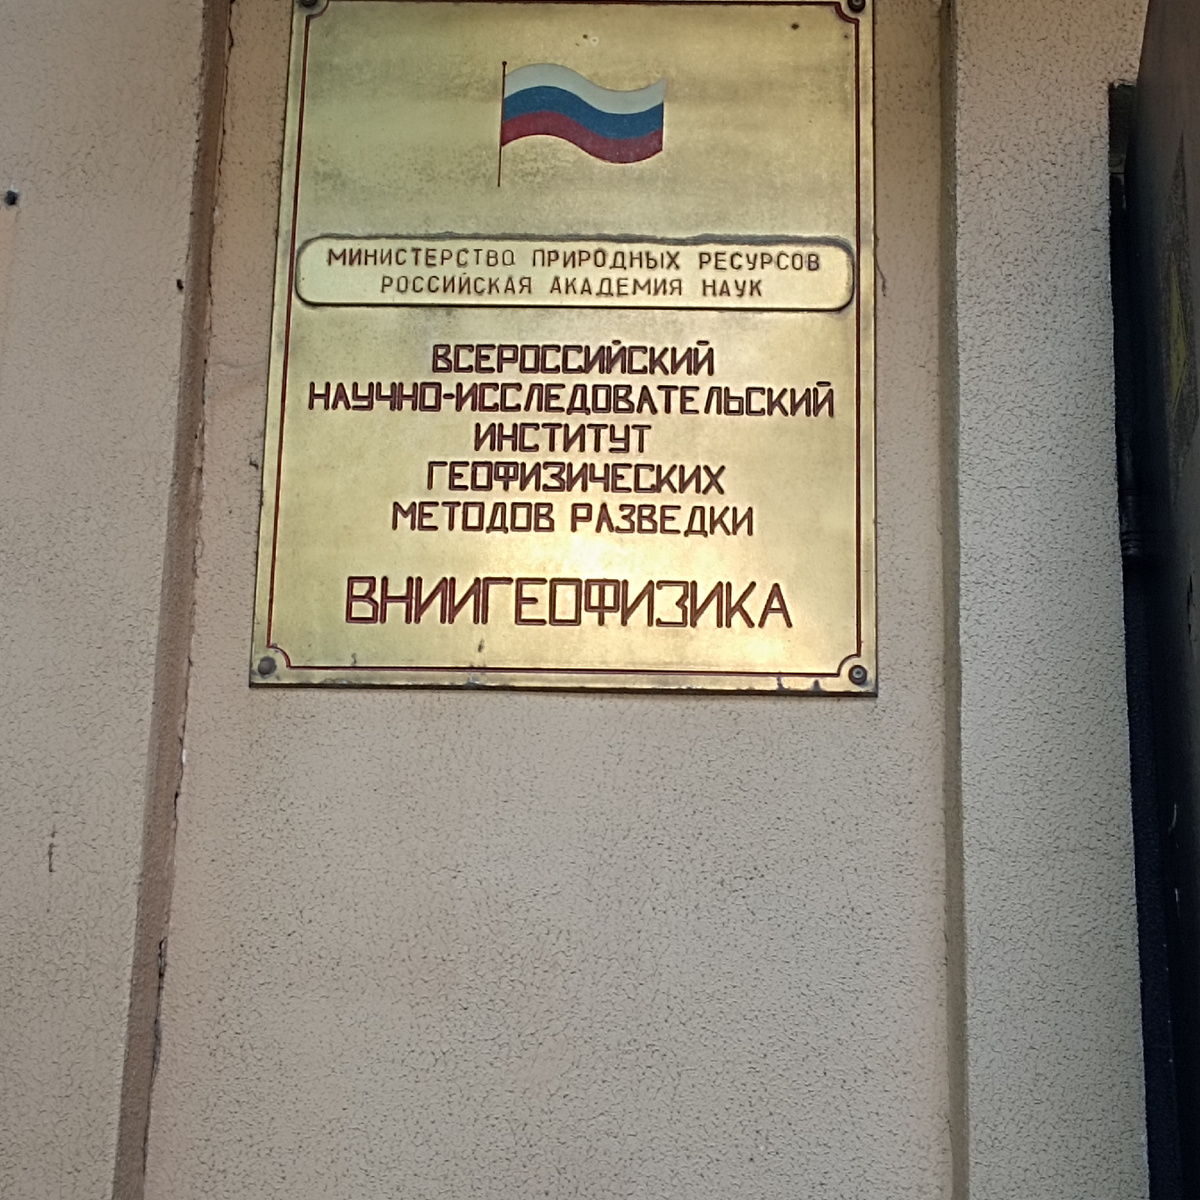 МИНИСТЕРСТВО ПРИРОДНЫХ РЕСУРСОВ
РОССИЙСКАЯ АКАДЕМИЯ НАУК
ВСЕРОССИЙСКИЙ
НАУЧНО-ИССЛЕДОВАТЕЛЬСКИЙ
ИНСТИТУТ
ГЕОФИЗИЧЕСКИХ
МЕТОДОВ РАЗВЕДКИ
ВНИИГЕОФИЗИКА